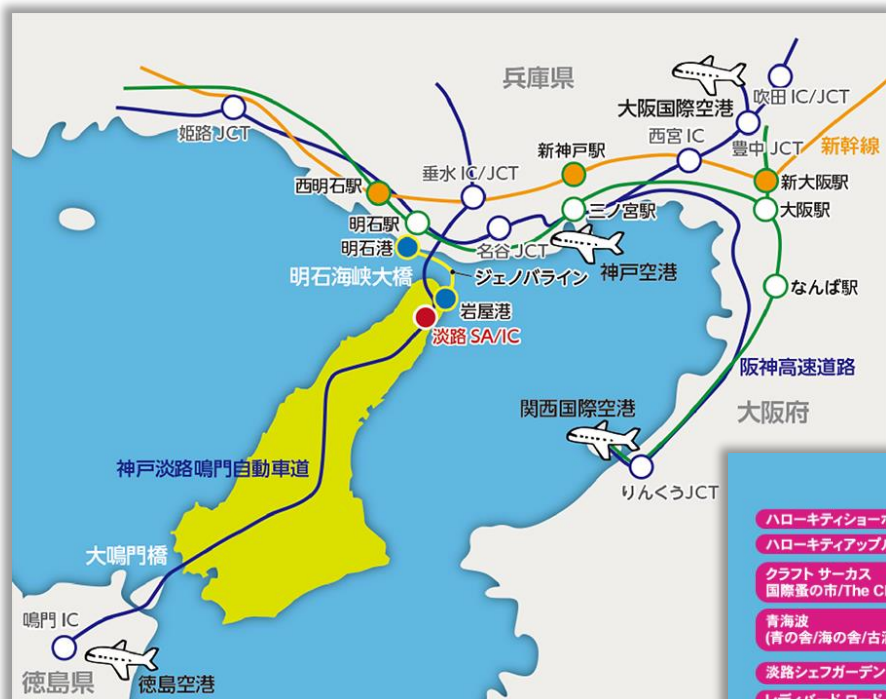 兵庫県
大阪国際空港
吹田 IC/JCT
姫路 JCT
西宮 IC
豊中 JCT
新幹線
新神戸駅
垂水 IC/JCT
西明石駅
新大阪駅
明石駅
三ノ宮駅
大阪駅
明石港
名谷 JCT
明石海峡大橋
ジェノバライン
神戸空港
なんば駅
岩屋港
淡路 SA/IC
阪神高速道路
関西国際空港
大阪府
神戸淡路鳴門自動車道
りんくうJCT
大鳴門橋
鳴門 IC
徳島県
徳島空港
ハローキティショー
ハローキティアップル
クラフト サーカス
国際蚤の市/The C
青海波
(青の舎/海の舎/古
淡路シェフガーデン